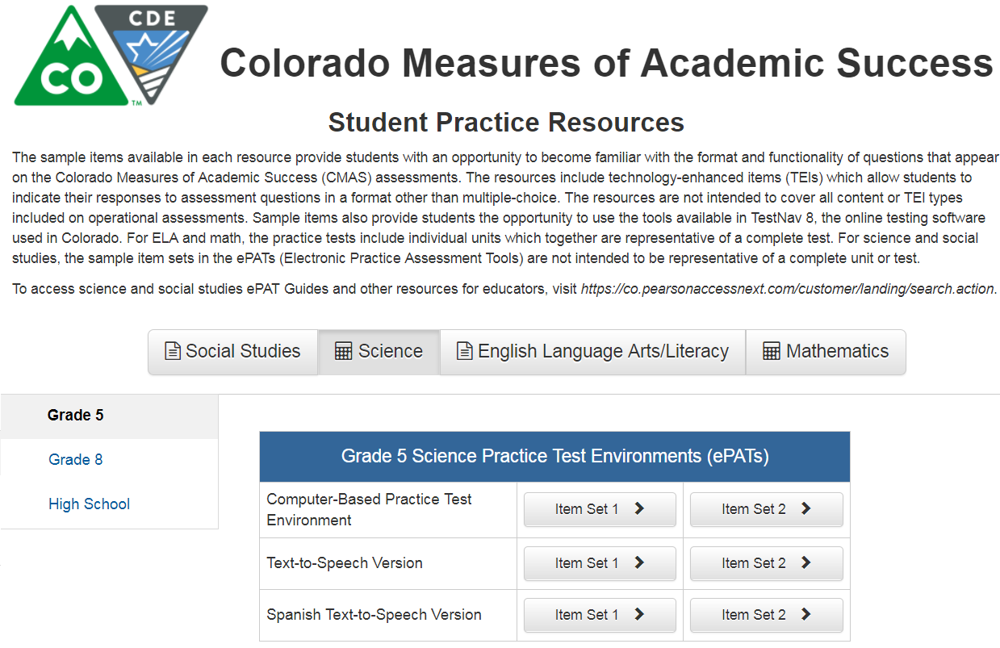 CDE
CO
TM
Colorado Measures of Academic Success
Student Practice Resources
The sample items available in each resource provide students with an opportunity to become familiar with the format and functionality of questions that appear
on the Colorado Measures of Academic Success (CMAS) assessments. The resources include technology-enhanced items (TEIs) which allow students to
indicate their responses to assessment questions in a format other than multiple-choice. The resources are not intended to cover all content or TEI types
included on operational assessments. Sample items also provide students the opportunity to use the tools available in TestNav 8, the online testing software
used in Colorado. For ELA and math, the practice tests include individual units which together are representative of a complete test. For science and social
studies, the sample item sets in the ePATs (Electronic Practice Assessment Tools) are not intended to be representative of a complete unit or test.
To access science and social studies ePAT Guides and other resources for educators, visit https://co.pearsonaccessnext.com/customer/landing/search.action.
Social Studies Science English Language Arts/Literacy Mathematics
Grade 5
Grade 8
High School
Grade 5 Science Practice Test Environments (ePATs)
Computer-Based Practice Test
Environment
Item Set 1 Item Set 2
Text-to-Speech Version Item Set 1 Item Set 2
Spanish Text-to-Speech Version Item Set 1 Item Set 2